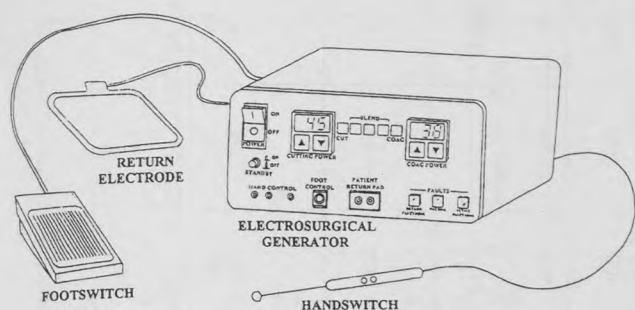 ON
OFF
POWER
ON
OFF
STANDBY
45
CUTTING POWER
BLEND
CUT
COAG
35
COAG POWER
HAND CONTROL
FOOT
CONTROL
PATIENT
RETURN PAD
FAULTS
RETURN
ELECTRODE
ELECTROSURGICAL
GENERATOR
FOOTSWITCH
HANDSWITCH